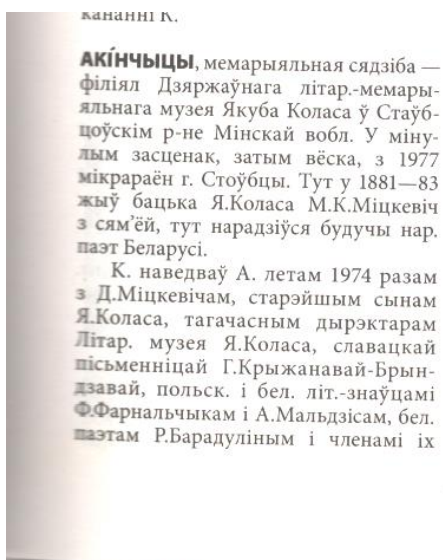 кананні К.
АКІ́НЧЫЦЫ, мемарыяльная сядзіба —
філіял Дзяржаўнага літар.-мемары-
яльнага музея Якуба Коласа ў Стаўб-
цоўскім р-не Мінскай вобл. У міну-
лым засценак, затым вёска, з 1977
мікрараён г. Стоўбцы. Тут у 1881—83
жыў бацька Я.Коласа М.К.Міцкевіч
з сям’ёй, тут нарадзіўся будучы нар.
паэт Беларусі.
К. наведваў А. летам 1974 разам
з Д.Міцкевічам, старэйшым сынам
Я.Коласа, тагачасным дырэктарам
Літар. музея Я.Коласа, славацкай
пісьменніцай Г.Крыжанавай-Брын-
дзавай, польск. і бел. літ.-знаўцамі
Ф.Фарнальчыкам і А.Мальдзісам, бел.
паэтам Р.Барадуліным і членамі іх